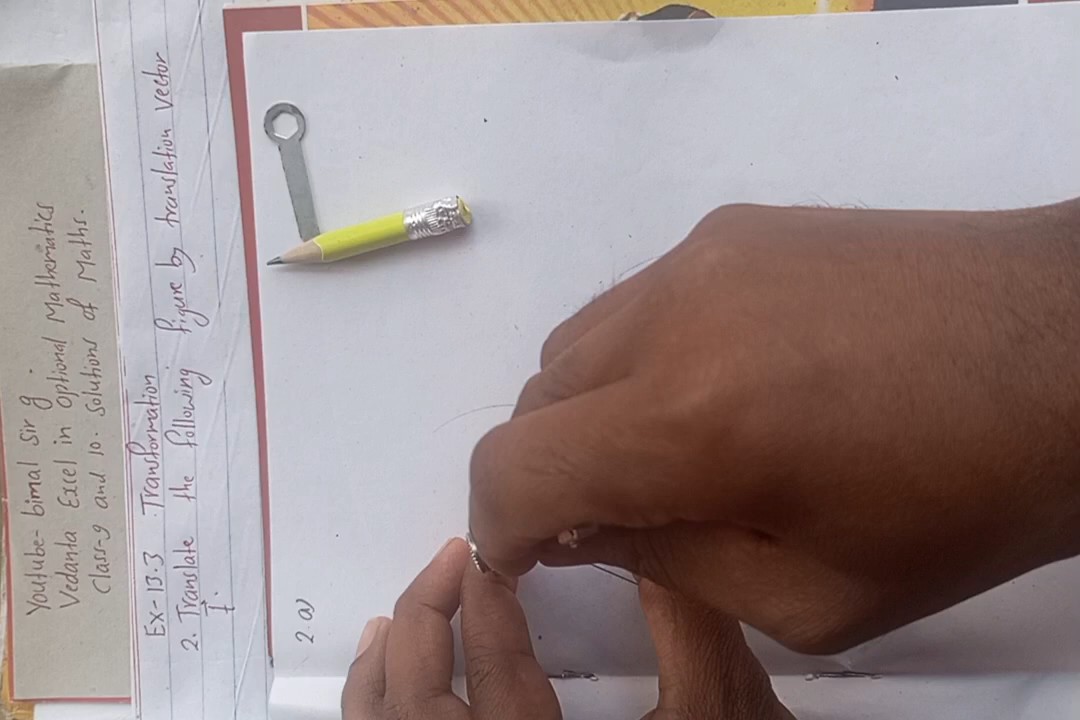 Youtube- bimal Sir g
Vedanta Excel in Optional Mathematics
Class-9 and 10. Solutions of Maths.
Ex-13.3 Transformation
2. Translate the following figure by translation vector
T.
2 a)